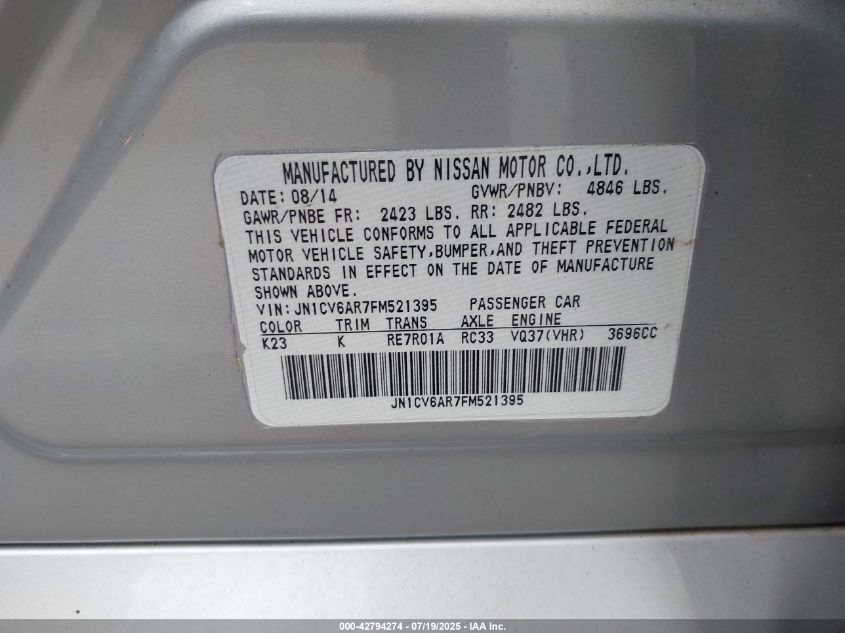 MANUFACTURED BY NISSAN MOTOR CO.,LTD.
DATE: 08/14 GVWR/PNBV: 4846 LBS.
GAWR/PNBE FR: 2423 LBS. RR: 2482 LBS.
THIS VEHICLE CONFORMS TO ALL APPLICABLE FEDERAL
MOTOR VEHICLE SAFETY,BUMPER,AND THEFT PREVENTION
STANDARDS IN EFFECT ON THE DATE OF MANUFACTURE
SHOWN ABOVE.
VIN: JN1CV6AR7FM521395 PASSENGER CAR
COLOR TRIM TRANS AXLE ENGINE
K23 K RE7R01A RC33 VQ37(VHR) 3696CC
JN1CV6AR7FM521395
000-42794274 - 07/19/2025 - IAA Inc.